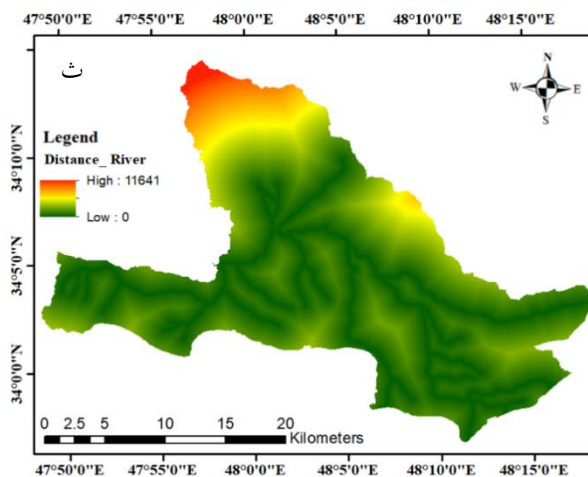 47°50'0"E 47°55'0"E 48°0'0"E 48°5'0"E 48°10'0"E 48°15'0"E
ث
N
W E
S
Legend
Distance_ River
High : 11641
Low : 0
34°10'0"N
34°5'0"N
34°0'0"N
0 2.5 5 10 15 20
Kilometers
47°50'0"E 47°55'0"E 48°0'0"E 48°5'0"E 48°10'0"E 48°15'0"E